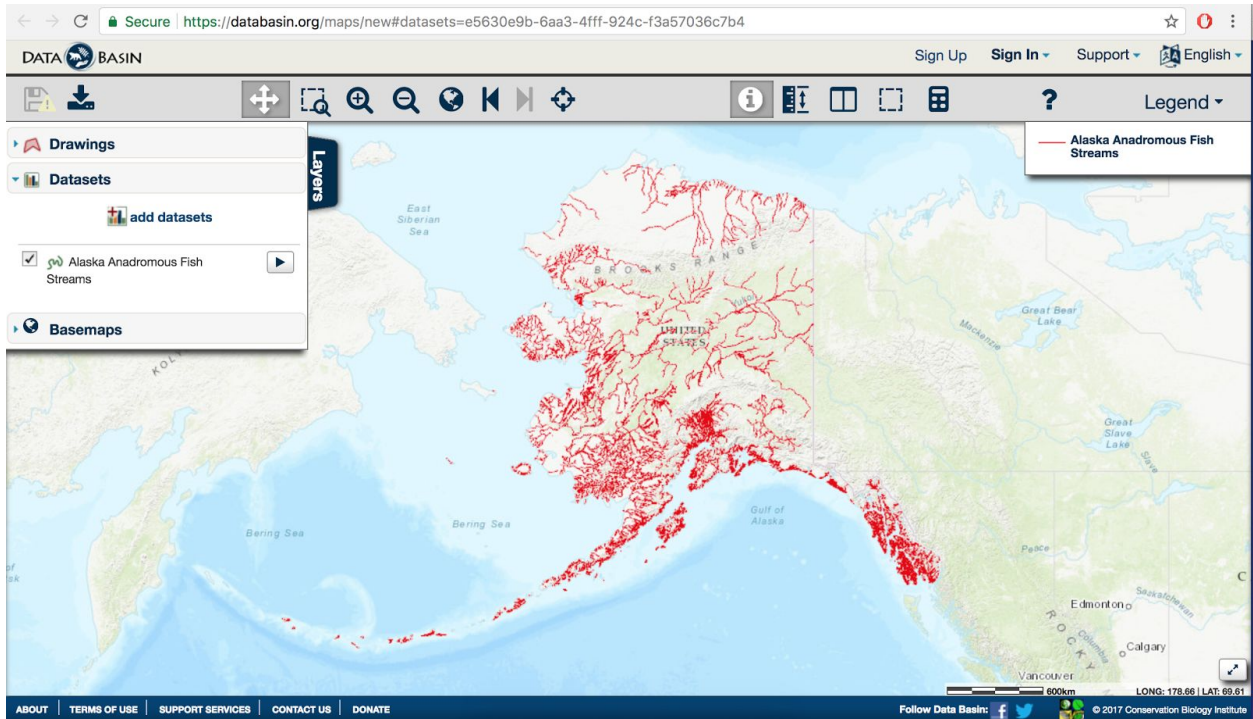 Secure | https://databasin.org/maps/new#datasets=e5630e9b-6aa3-4fff-924c-f3a57036c7b4
DATA BASIN
Sign Up Sign In Support English
? Legend
Drawings
Datasets
add datasets
Alaska Anadromous Fish
Streams
Basemaps
Layers
Alaska Anadromous Fish
Streams
East
Siberian
Sea
BROOKS RANGE
Yukon
UNITED
STATES
Mackenzie
Great Bear
Lake
Great
Slave
Lake
Slave
Gulf of
Alaska
Bering Sea
Bering Sea
Peace
Edmonton
Saskatchewan
ROCKY
Columbia
Calgary
Vancouver
600km
LONG: 178.66 | LAT: 69.61
ABOUT | TERMS OF USE | SUPPORT SERVICES | CONTACT US | DONATE
Follow Data Basin:
© 2017 Conservation Biology Institute